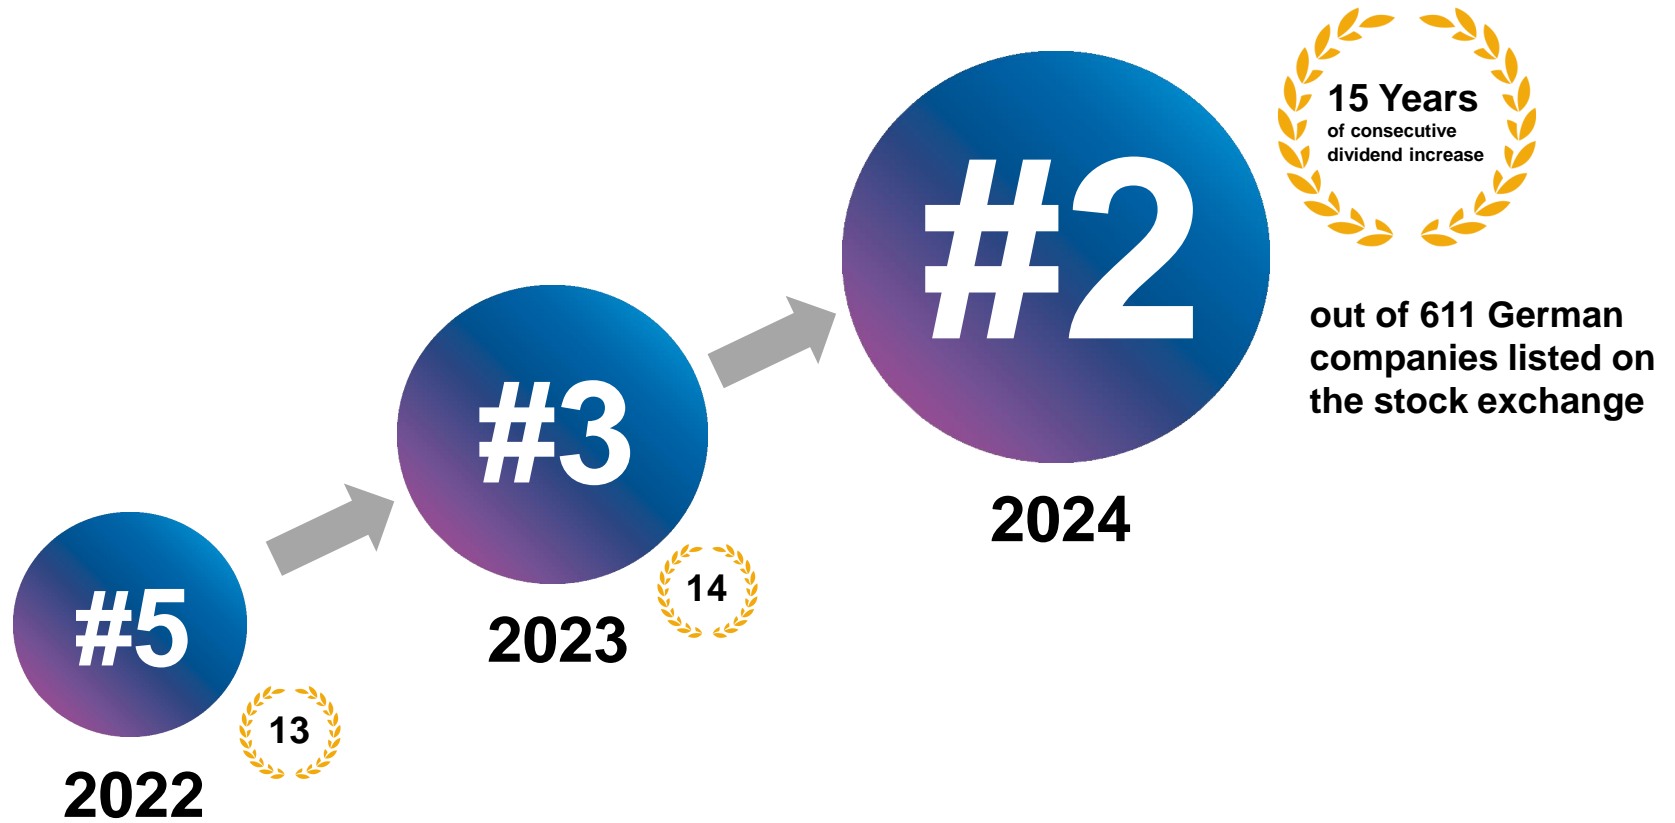 #5
2022
13
#3
2023
14
#2
2024
15 Years
of consecutive
dividend increase
out of 611 German
companies listed on
the stock exchange